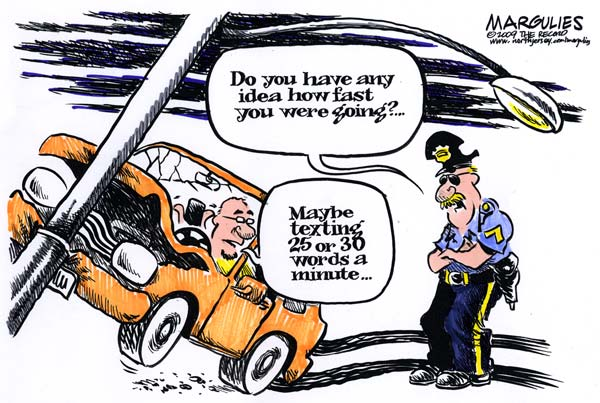 MARGULIES
©2009 THE RECORD
www.northjersey.com/margulies
Do you have any
idea how fast
you were going?...
Maybe
texting
25 or 30
words a
minute...